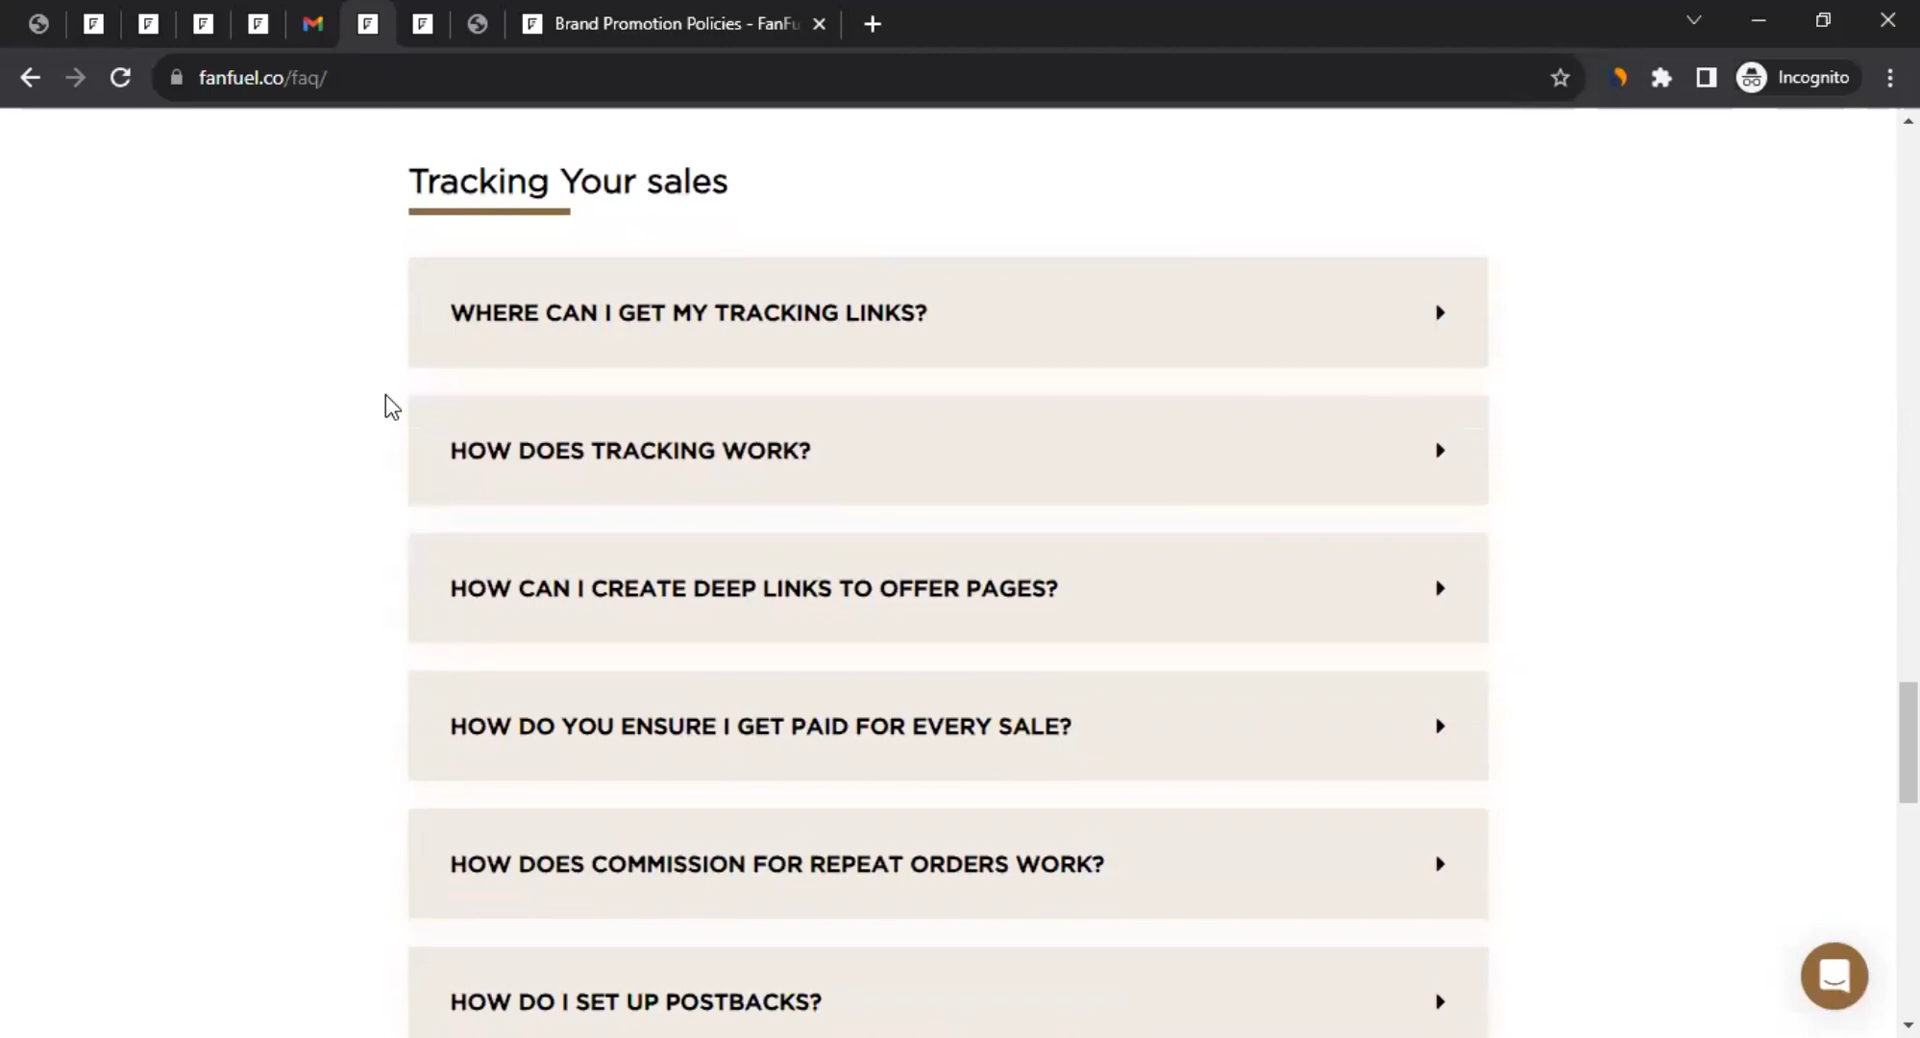 Brand Promotion Policies - FanFu
fanfuel.co/faq/
Incognito
Tracking Your sales
WHERE CAN I GET MY TRACKING LINKS?
HOW DOES TRACKING WORK?
HOW CAN I CREATE DEEP LINKS TO OFFER PAGES?
HOW DO YOU ENSURE I GET PAID FOR EVERY SALE?
HOW DOES COMMISSION FOR REPEAT ORDERS WORK?
HOW DO I SET UP POSTBACKS?